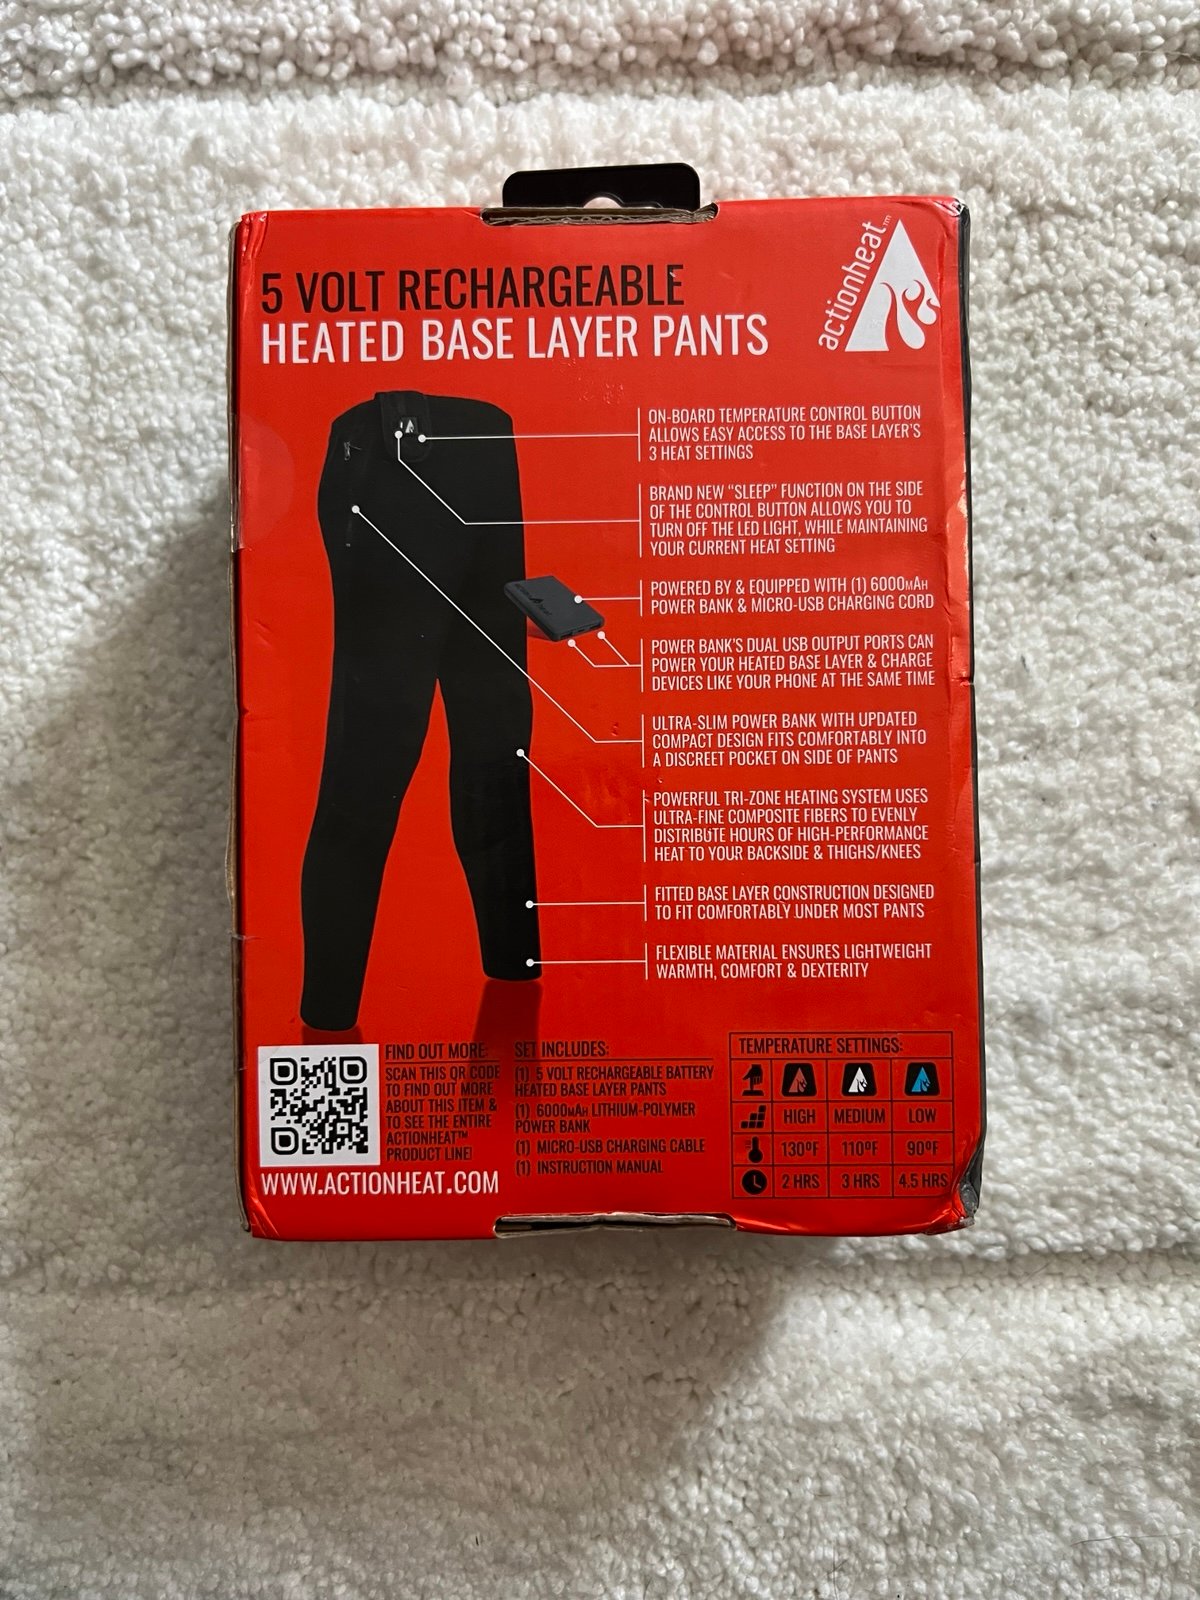 actionheat™
5 VOLT RECHARGEABLE
HEATED BASE LAYER PANTS
ON-BOARD TEMPERATURE CONTROL BUTTON
ALLOWS EASY ACCESS TO THE BASE LAYER'S
3 HEAT SETTINGS
BRAND NEW "SLEEP" FUNCTION ON THE SIDE
OF THE CONTROL BUTTON ALLOWS YOU TO
TURN OFF THE LED LIGHT, WHILE MAINTAINING
YOUR CURRENT HEAT SETTING
POWERED BY & EQUIPPED WITH (1) 6000MAH
POWER BANK & MICRO-USB CHARGING CORD
POWER BANK'S DUAL USB OUTPUT PORTS CAN
POWER YOUR HEATED BASE LAYER & CHARGE
DEVICES LIKE YOUR PHONE AT THE SAME TIME
ULTRA-SLIM POWER BANK WITH UPDATED
COMPACT DESIGN FITS COMFORTABLY INTO
A DISCREET POCKET ON SIDE OF PANTS
POWERFUL TRI-ZONE HEATING SYSTEM USES
ULTRA-FINE COMPOSITE FIBERS TO EVENLY
DISTRIBUTE HOURS OF HIGH-PERFORMANCE
HEAT TO YOUR BACKSIDE & THIGHS/KNEES
FITTED BASE LAYER CONSTRUCTION DESIGNED
TO FIT COMFORTABLY UNDER MOST PANTS
FLEXIBLE MATERIAL ENSURES LIGHTWEIGHT
WARMTH, COMFORT & DEXTERITY
FIND OUT MORE:
SCAN THIS QR CODE
TO FIND OUT MORE
ABOUT THIS ITEM &
TO SEE THE ENTIRE
ACTIONHEAT™
PRODUCT LINE!
WWW.ACTIONHEAT.COM
SET INCLUDES:
(1) 5 VOLT RECHARGEABLE BATTERY
HEATED BASE LAYER PANTS
(1) 6000MAH LITHIUM-POLYMER
POWER BANK
(1) MICRO-USB CHARGING CABLE
(1) INSTRUCTION MANUAL
TEMPERATURE SETTINGS:
HIGH MEDIUM LOW
130ºF 110ºF 90ºF
2 HRS 3 HRS 4.5 HRS